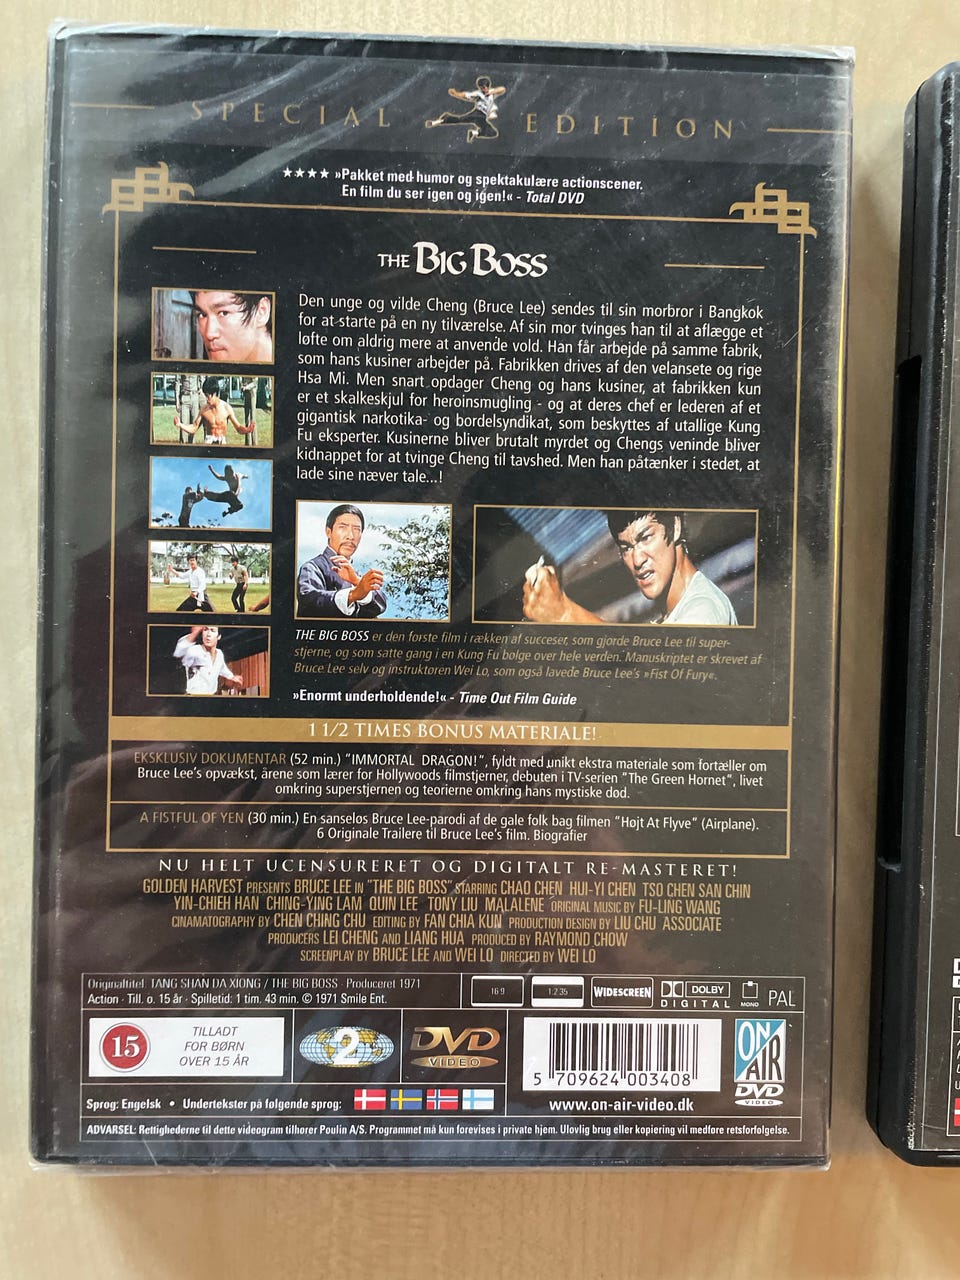 SPECIAL EDITION
★★★★ »Pakket med humor og spektakulære actionscener.
En film du ser igen og igen!« - Total DVD
THE BIG BOSS
Den unge og vilde Cheng (Bruce Lee) sendes til sin morbror i Bangkok
for at starte på en ny tilværelse. Af sin mor tvinges han til at aflægge et
løfte om aldrig mere at anvende vold. Han får arbejde på samme fabrik,
som hans kusiner arbejder på. Fabrikken drives af den velansete og rige
Hsa Mi. Men snart opdager Cheng og hans kusiner, at fabrikken kun
er et skalkeskjul for heroinsmugling - og at deres chef er lederen af et
gigantisk narkotika- og bordelsyndikat, som beskyttes af utallige Kung
Fu eksperter. Kusinerne bliver brutalt myrdet og Chengs veninde bliver
kidnappet for at tvinge Cheng til tavshed. Men han påtænker i stedet, at
lade sine næver tale...!
THE BIG BOSS er den første film i rækken af succeser, som gjorde Bruce Lee til super-
stjerne, og som satte gang i en Kung Fu bølge over hele verden. Manuskriptet er skrevet af
Bruce Lee selv og instruktøren Wei Lo, som også lavede Bruce Lee's »Fist Of Fury«.
»Enormt underholdende!« - Time Out Film Guide
1 1/2 TIMES BONUS MATERIALE!
EKSKLUSIV DOKUMENTAR (52 min.) "IMMORTAL DRAGON!", fyldt med unikt ekstra materiale som fortæller om
Bruce Lee's opvækst, årene som lærer for Hollywoods filmstjerner, debuten i TV-serien "The Green Hornet", livet
omkring superstjernen og teorierne omkring hans mystiske død.
A FISTFUL OF YEN (30 min.) En sanseløs Bruce Lee-parodi af de gale folk bag filmen "Højt At Flyve" (Airplane).
6 Originale Trailere til Bruce Lee's film. Biografier
NU HELT UCENSURERET OG DIGITALT RE-MASTERET!
GOLDEN HARVEST PRESENTS BRUCE LEE IN "THE BIG BOSS" STARRING CHAO CHEN HUI-YI CHEN TSO CHEN SAN CHIN
YIN-CHIEH HAN CHING-YING LAM QUIN LEE TONY LIU MALALENE ORIGINAL MUSIC BY FU-LING WANG
CINAMATOGRAPHY BY CHEN CHING CHU EDITING BY FAN CHIA KUN PRODUCTION DESIGN BY LIU CHU ASSOCIATE
PRODUCERS LEI CHENG AND LIANG HUA PRODUCED BY RAYMOND CHOW
SCREENPLAY BY BRUCE LEE AND WEI LO DIRECTED BY WEI LO
Originaltitel: TANG SHAN DA XIONG / THE BIG BOSS · Produceret 1971
Action · Till. o. 15 år · Spilletid: 1 tim. 43 min. © 1971 Smile Ent.
16:9
1:2.35
WIDESCREEN
DOLBY
DIGITAL
MONO
PAL
15
TILLADT
FOR BØRN
OVER 15 ÅR
2
DVD
VIDEO
5 709624 003408
ON
AIR
DVD
VIDEO
www.on-air-video.dk
Sprog: Engelsk • Undertekster på følgende sprog:
ADVARSEL: Rettighederne til dette videogram tilhører Poulin A/S. Programmet må kun forevises i private hjem. Ulovlig brug eller kopiering vil medføre retsforfølgelse.